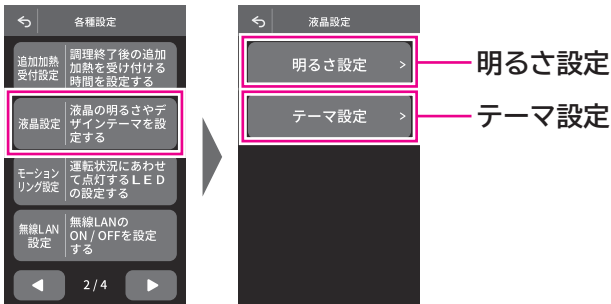 各種設定
追加加熱
受付設定
調理終了後の追加
加熱を受け付ける
時間を設定する
液晶設定
液晶の明るさやデ
ザインテーマを設
定する
モーション
リング設定
運転状況にあわせ
て点灯するＬＥＤ
の設定する
無線LAN
設定
無線LANの
ON / OFFを設定
する
2 / 4
液晶設定
明るさ設定 >
テーマ設定 >
明るさ設定
テーマ設定